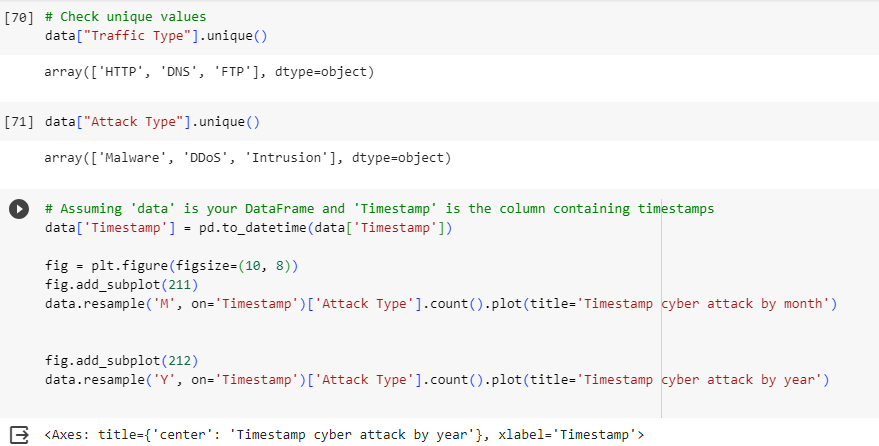 [70] # Check unique values
data["Traffic Type"].unique()
array(['HTTP', 'DNS', 'FTP'], dtype=object)
[71] data["Attack Type"].unique()
array(['Malware', 'DDoS', 'Intrusion'], dtype=object)
# Assuming 'data' is your DataFrame and 'Timestamp' is the column containing timestamps
data['Timestamp'] = pd.to_datetime(data['Timestamp'])
fig = plt.figure(figsize=(10, 8))
fig.add_subplot(211)
data.resample('M', on='Timestamp')['Attack Type'].count().plot(title='Timestamp cyber attack by month')
fig.add_subplot(212)
data.resample('Y', on='Timestamp')['Attack Type'].count().plot(title='Timestamp cyber attack by year')
<Axes: title={'center': 'Timestamp cyber attack by year'}, xlabel='Timestamp'>